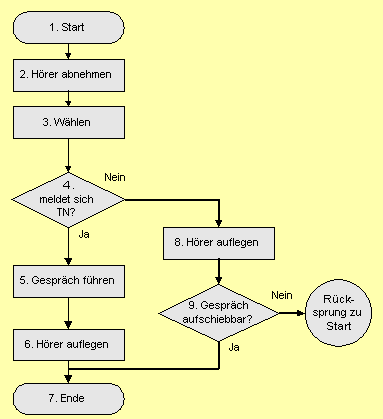 1. Start
2. Hörer abnehmen
3. Wählen
4.
meldet sich
TN?
Nein
Ja
5. Gespräch führen
6. Hörer auflegen
7. Ende
8. Hörer auflegen
9. Gespräch
aufschiebbar?
Nein
Ja
Rück-
sprung zu
Start